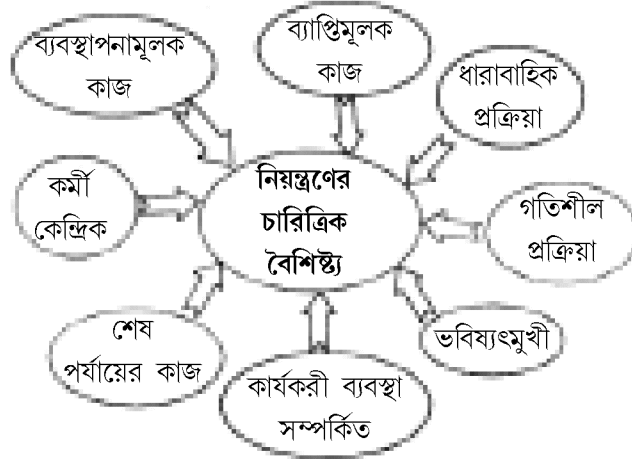 ব্যবস্থাপনামূলক
কাজ
ব্যাপ্তিমূলক
কাজ
ধারাবাহিক
প্রক্রিয়া
কর্মী
কেন্দ্রিক
নিয়ন্ত্রণের
চারিত্রিক
বৈশিষ্ট্য
গতিশীল
প্রক্রিয়া
শেষ
পর্যায়ের কাজ
কার্যকরী ব্যবস্থা
সম্পর্কিত
ভবিষ্যৎমুখী